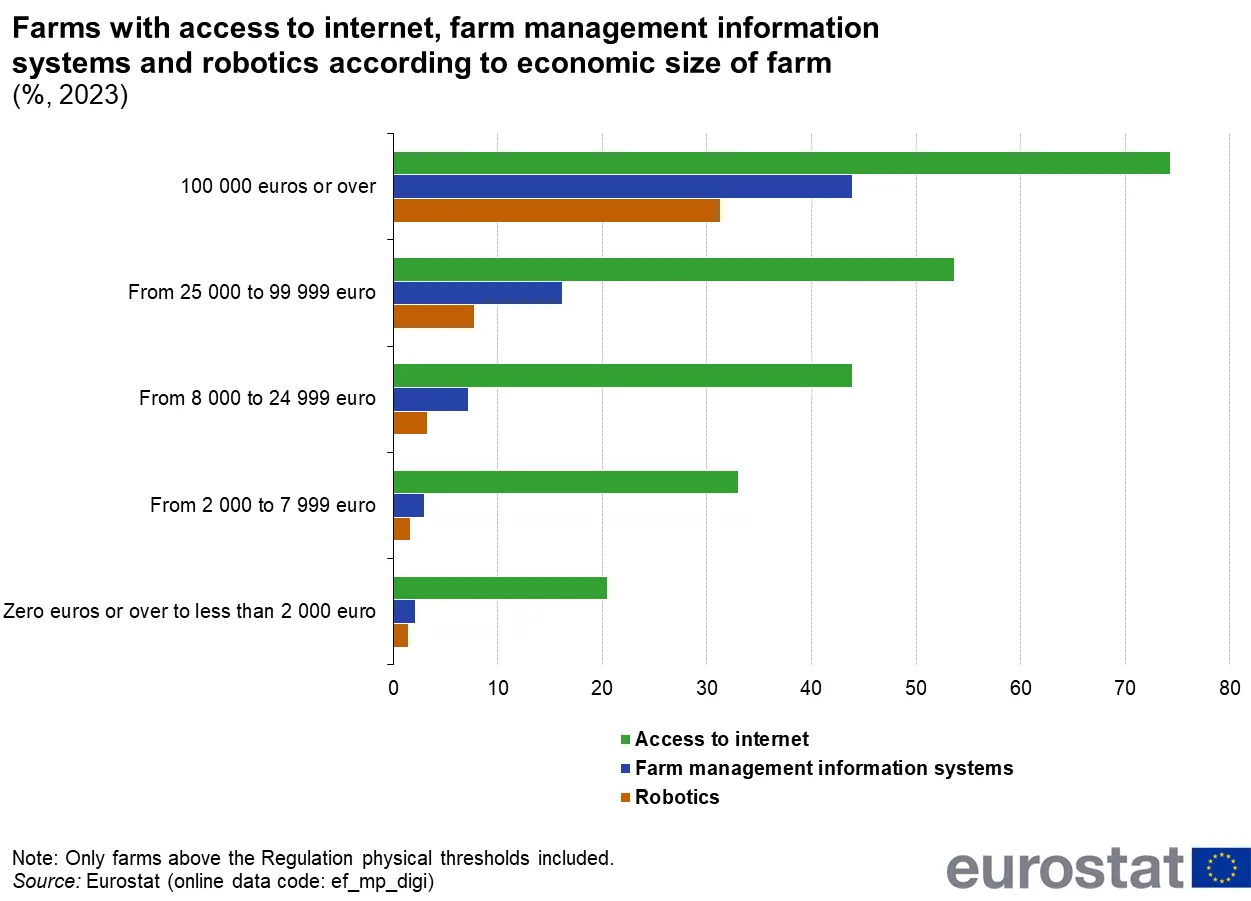 Farms with access to internet, farm management information
systems and robotics according to economic size of farm
(%, 2023)
100 000 euros or over
From 25 000 to 99 999 euro
From 8 000 to 24 999 euro
From 2 000 to 7 999 euro
Zero euros or over to less than 2 000 euro
0 10 20 30 40 50 60 70 80
Access to internet
Farm management information systems
Robotics
Note: Only farms above the Regulation physical thresholds included.
Source: Eurostat (online data code: ef_mp_digi)
eurostat